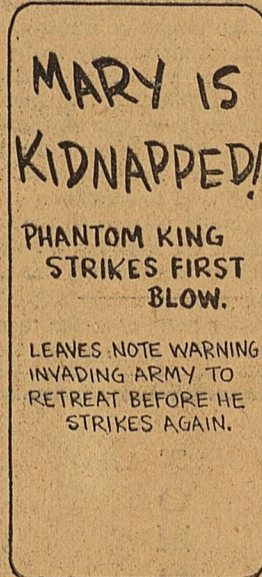 MARY IS
KIDNAPPED!
PHANTOM KING
STRIKES FIRST
BLOW.
LEAVES NOTE WARNING
INVADING ARMY TO
RETREAT BEFORE HE
STRIKES AGAIN.